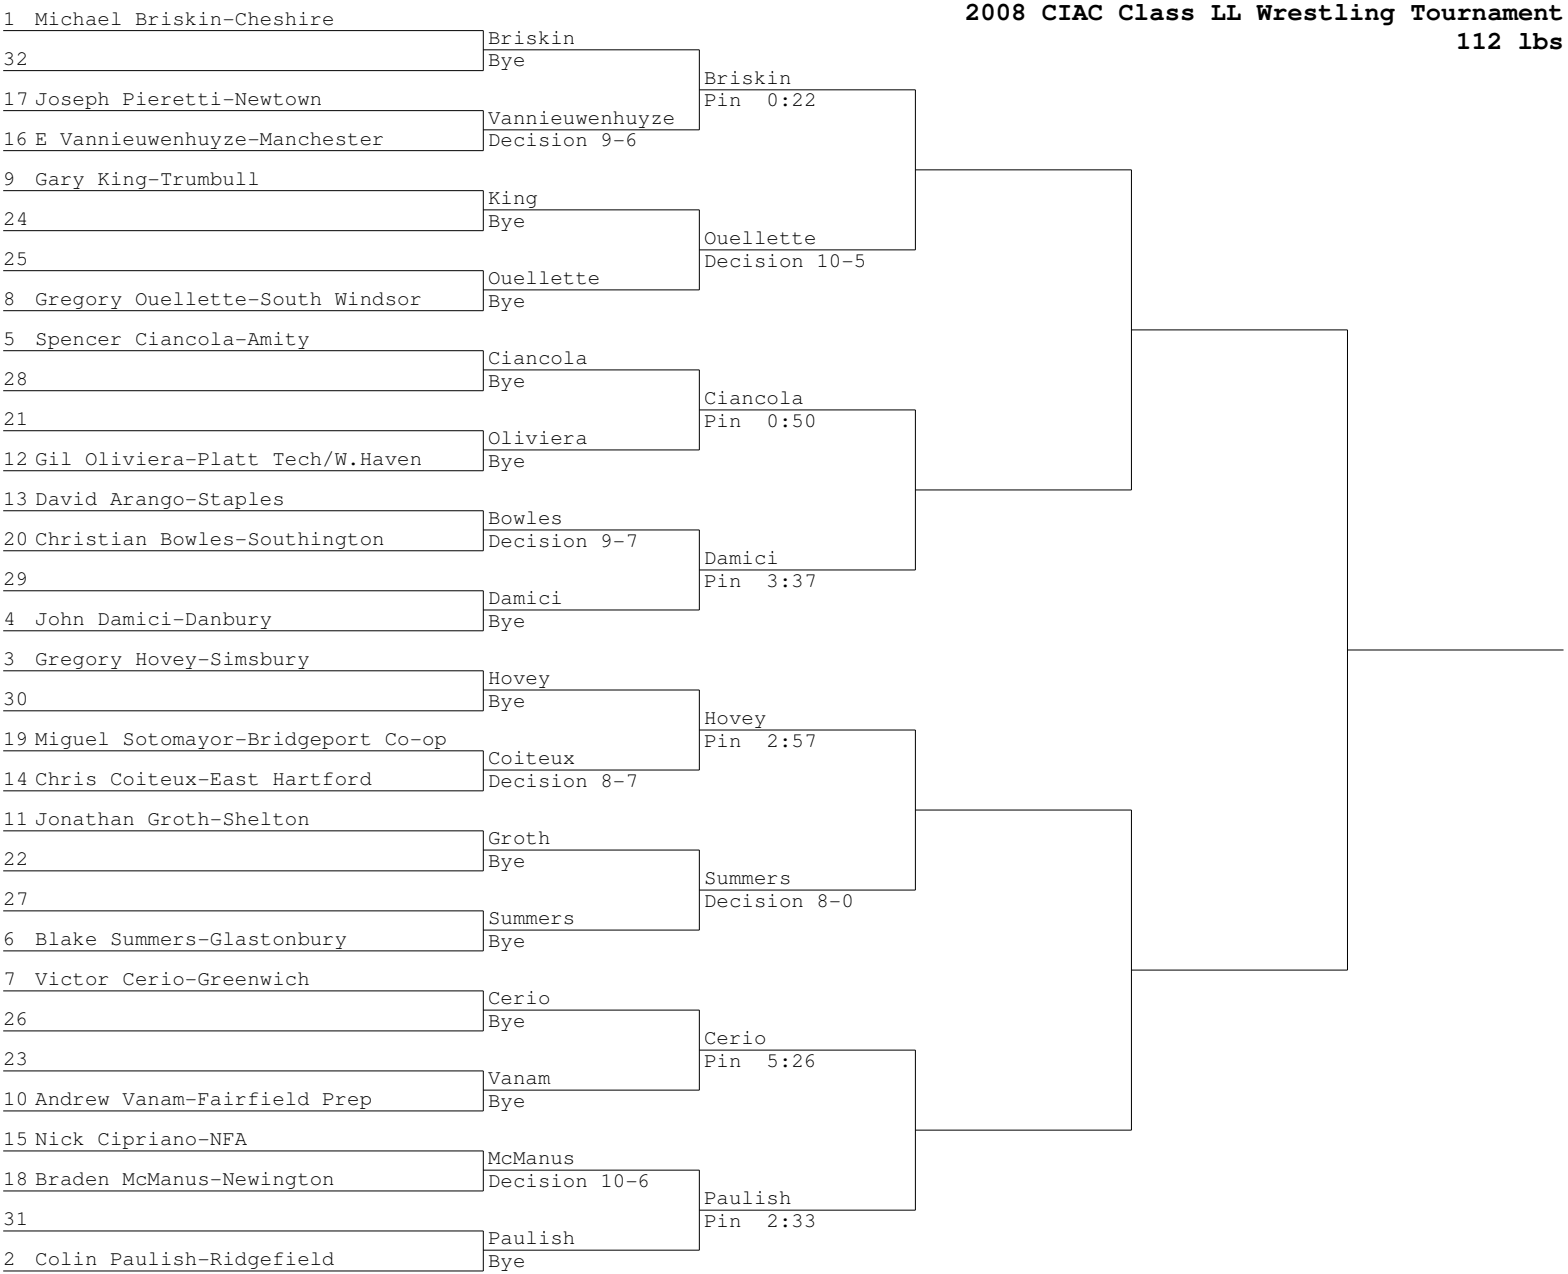 2008 CIAC Class LL Wrestling Tournament
112 lbs
1 Michael Briskin-Cheshire
32
17 Joseph Pieretti-Newtown
16 E Vannieuwenhuyze-Manchester
9 Gary King-Trumbull
24
25
8 Gregory Ouellette-South Windsor
5 Spencer Ciancola-Amity
28
21
12 Gil Oliviera-Platt Tech/W.Haven
13 David Arango-Staples
20 Christian Bowles-Southington
29
4 John Damici-Danbury
3 Gregory Hovey-Simsbury
30
19 Miguel Sotomayor-Bridgeport Co-op
14 Chris Coiteux-East Hartford
11 Jonathan Groth-Shelton
22
27
6 Blake Summers-Glastonbury
7 Victor Cerio-Greenwich
26
23
10 Andrew Vanam-Fairfield Prep
15 Nick Cipriano-NFA
18 Braden McManus-Newington
31
2 Colin Paulish-Ridgefield
Briskin
Bye
Vannieuwenhuyze
Decision 9-6
King
Bye
Ouellette
Bye
Ciancola
Bye
Oliviera
Bye
Bowles
Decision 9-7
Damici
Bye
Hovey
Bye
Coiteux
Decision 8-7
Groth
Bye
Summers
Bye
Cerio
Bye
Vanam
Bye
McManus
Decision 10-6
Paulish
Bye
Briskin
Pin 0:22
Ouellette
Decision 10-5
Ciancola
Pin 0:50
Damici
Pin 3:37
Hovey
Pin 2:57
Summers
Decision 8-0
Cerio
Pin 5:26
Paulish
Pin 2:33